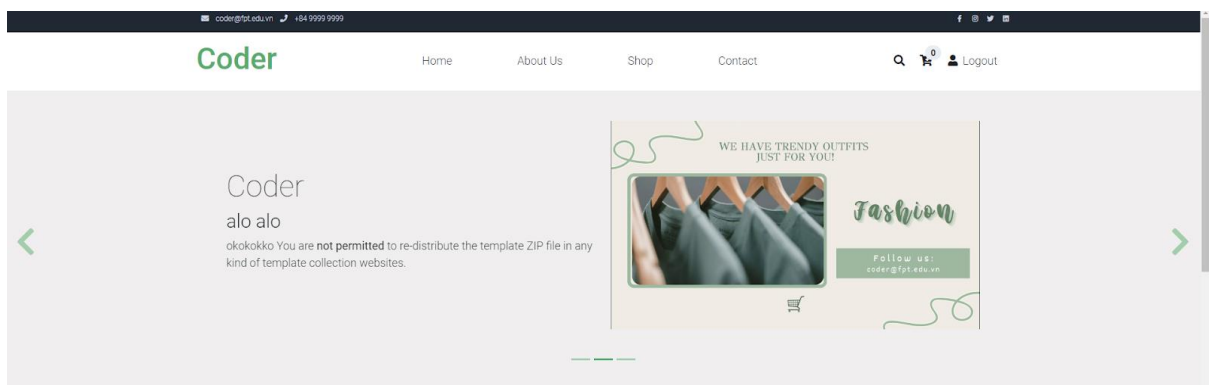 coder@fpt.edu.vn +84 9999 9999
Coder
Home About Us Shop Contact
0 Logout
Coder
alo alo
okokokko You are not permitted to re-distribute the template ZIP file in any
kind of template collection websites.
WE HAVE TRENDY OUTFITS
JUST FOR YOU!
Fashion
Follow us:
coder@fpt.edu.vn